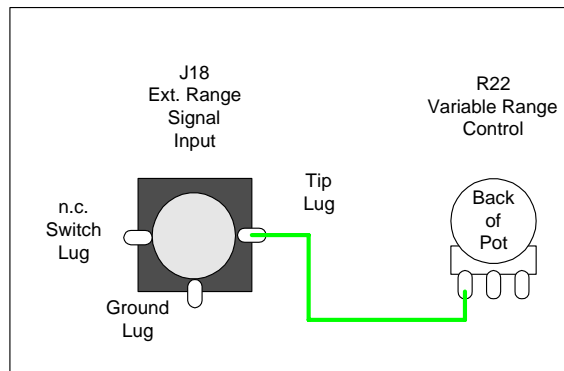 J18
Ext. Range
Signal
Input
R22
Variable Range
Control
Tip
Lug
n.c.
Switch
Lug
Back
of
Pot
Ground
Lug